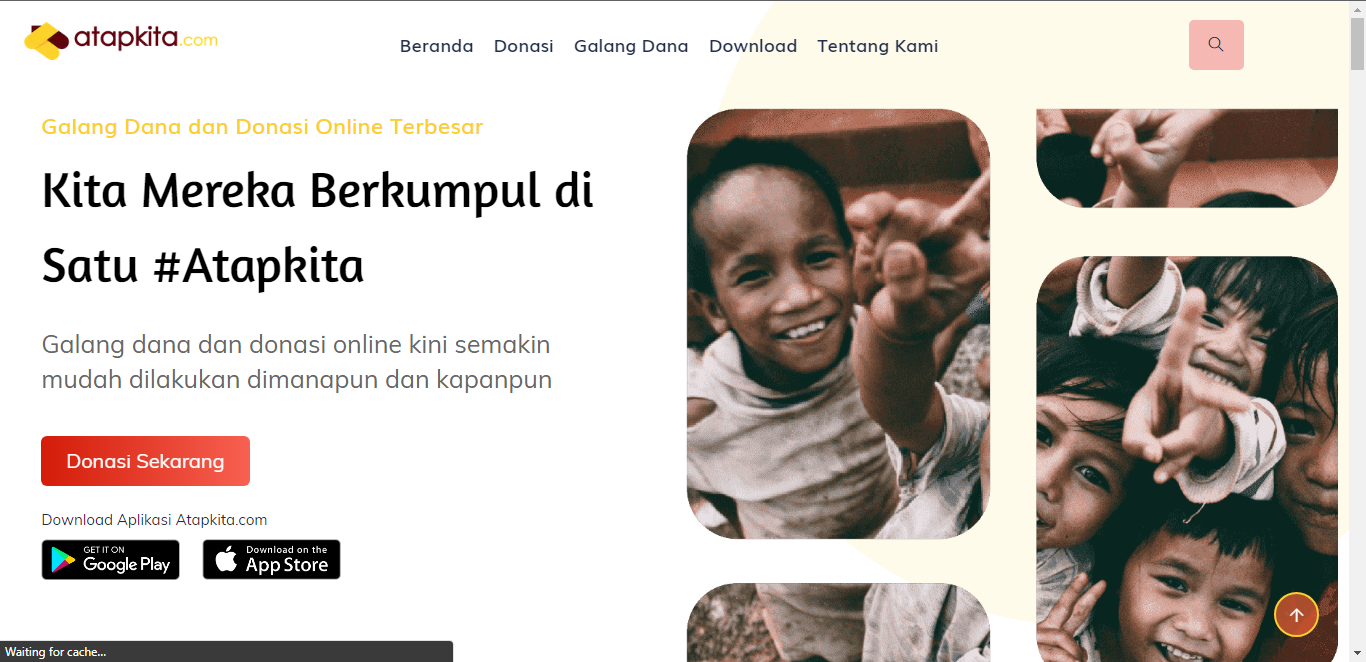 atapkita.com
Beranda Donasi Galang Dana Download Tentang Kami
Galang Dana dan Donasi Online Terbesar
Kita Mereka Berkumpul di
Satu #Atapkita
Galang dana dan donasi online kini semakin
mudah dilakukan dimanapun dan kapanpun
Donasi Sekarang
Download Aplikasi Atapkita.com
GET IT ON
Google Play
Download on the
App Store
Waiting for cache...